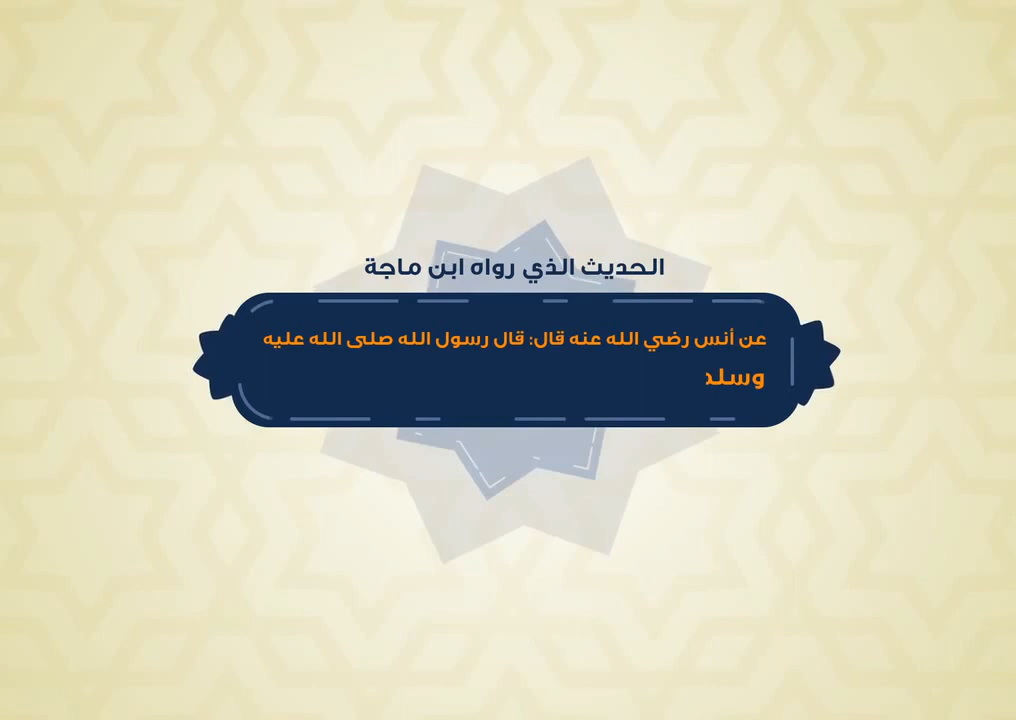 الحديث الذي رواه ابن ماجة
عن أنس رضي الله عنه قال: قال رسول الله صلى الله عليه
وسلم